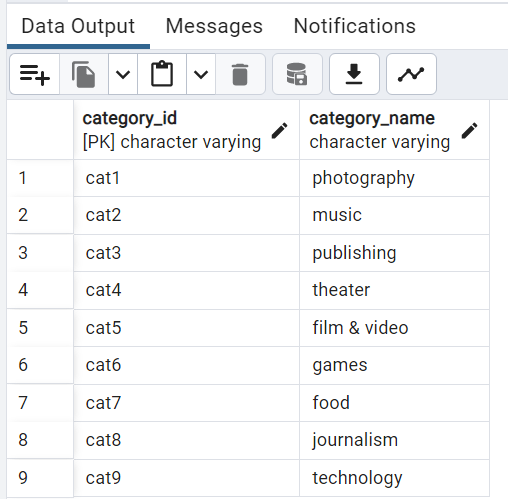 Data Output Messages Notifications
category_id category_name
[PK] character varying character varying
1 cat1 photography
2 cat2 music
3 cat3 publishing
4 cat4 theater
5 cat5 film & video
6 cat6 games
7 cat7 food
8 cat8 journalism
9 cat9 technology